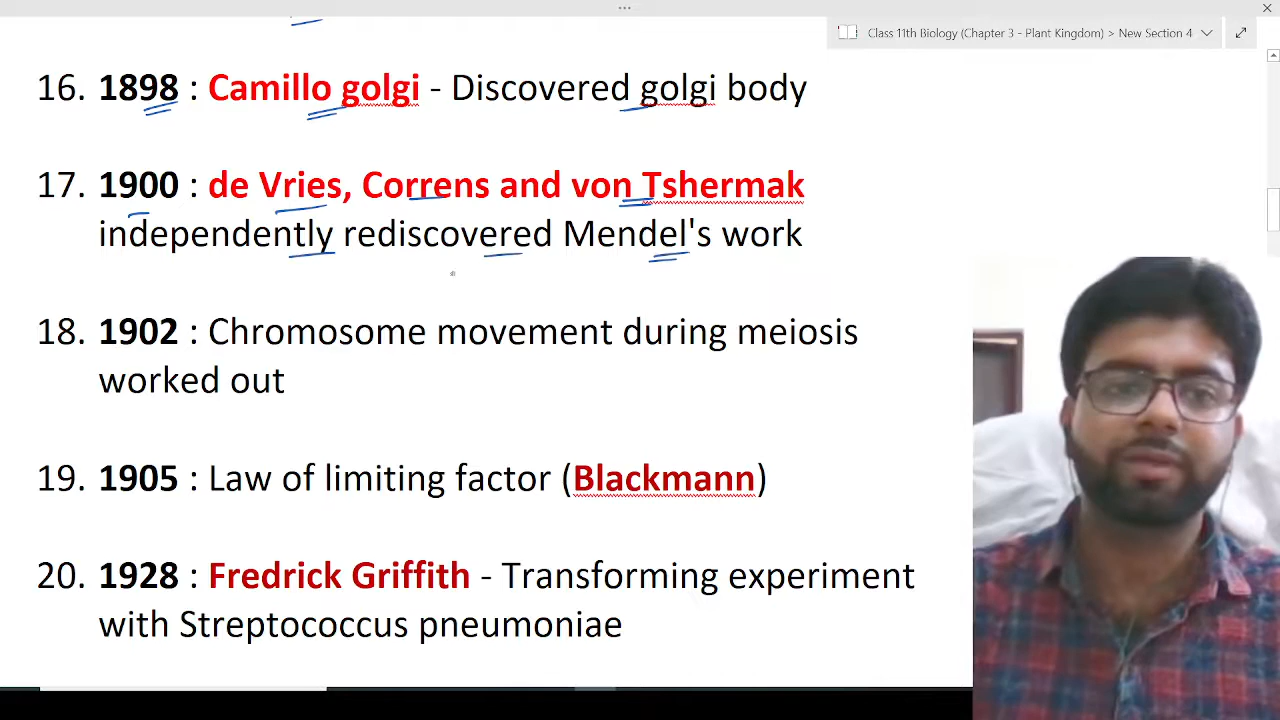 Class 11th Biology (Chapter 3 - Plant Kingdom) > New Section 4
16. 1898 : Camillo golgi - Discovered golgi body
17. 1900 : de Vries, Correns and von Tshermak
independently rediscovered Mendel's work
18. 1902 : Chromosome movement during meiosis
worked out
19. 1905 : Law of limiting factor (Blackmann)
20. 1928 : Fredrick Griffith - Transforming experiment
with Streptococcus pneumoniae